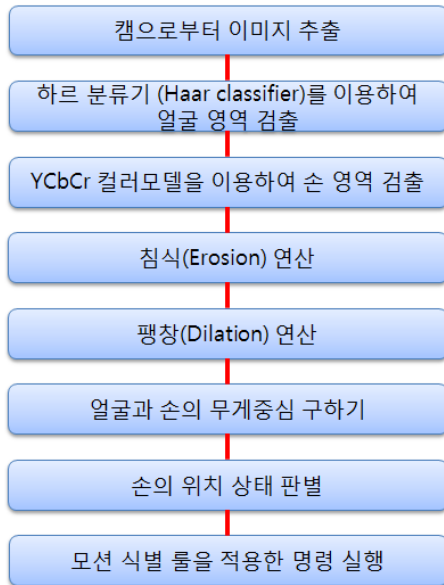 캠으로부터 이미지 추출
하르 분류기 (Haar classifier)를 이용하여
얼굴 영역 검출
YCbCr 컬러모델을 이용하여 손 영역 검출
침식(Erosion) 연산
팽창(Dilation) 연산
얼굴과 손의 무게중심 구하기
손의 위치 상태 판별
모션 식별 룰을 적용한 명령 실행